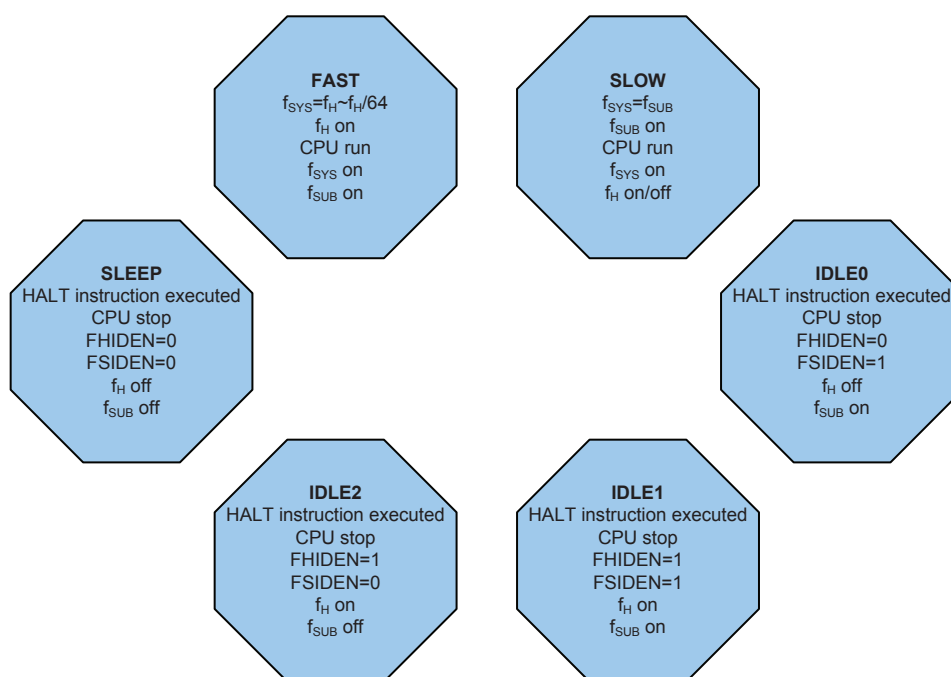 FAST
fSYS=fH~fH/64
fH on
CPU run
fSYS on
fSUB on
SLOW
fSYS=fSUB
fSUB on
CPU run
fSYS on
fH on/off
SLEEP
HALT instruction executed
CPU stop
FHIDEN=0
FSIDEN=0
fH off
fSUB off
IDLE0
HALT instruction executed
CPU stop
FHIDEN=0
FSIDEN=1
fH off
fSUB on
IDLE2
HALT instruction executed
CPU stop
FHIDEN=1
FSIDEN=0
fH on
fSUB off
IDLE1
HALT instruction executed
CPU stop
FHIDEN=1
FSIDEN=1
fH on
fSUB on